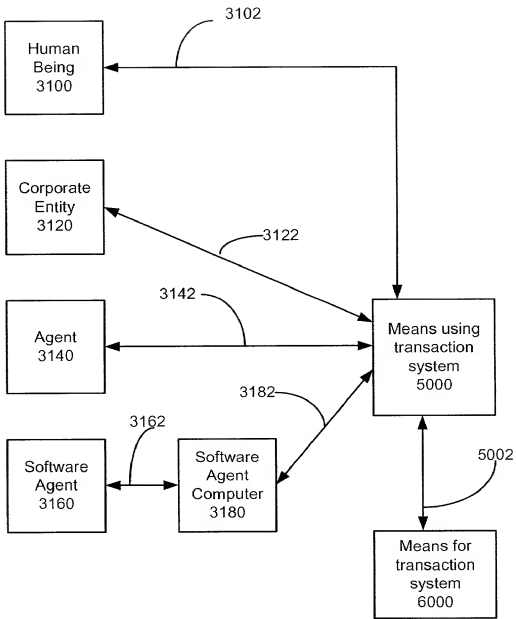 3102
Human
Being
3100
Corporate
Entity
3120
3122
3142
Agent
3140
Means using
transaction
system
5000
3182
3162
Software
Agent
3160
Software
Agent
Computer
3180
5002
Means for
transaction
system
6000